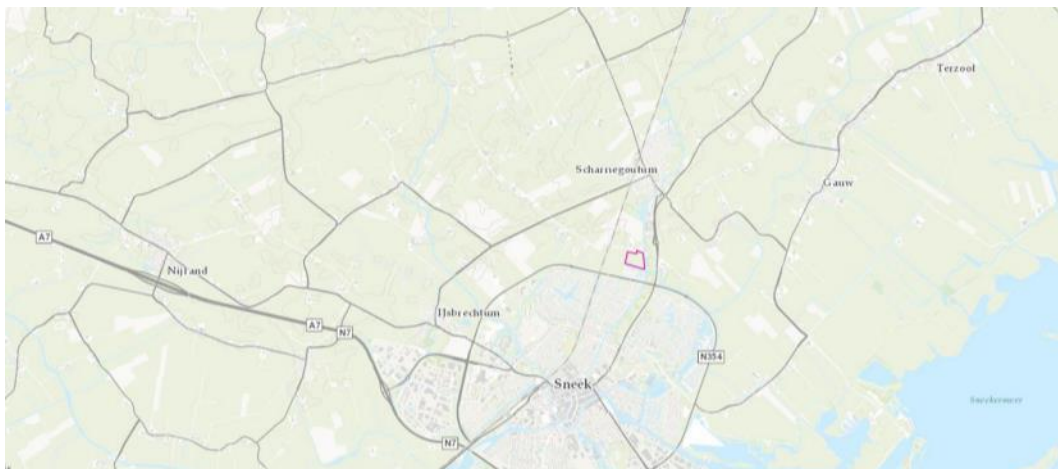 Terzool
Scharnegoutum
Gauw
A7
Nijland
IJsbrechtum
A7
N7
N354
Sneek
Sneekermeer
N7